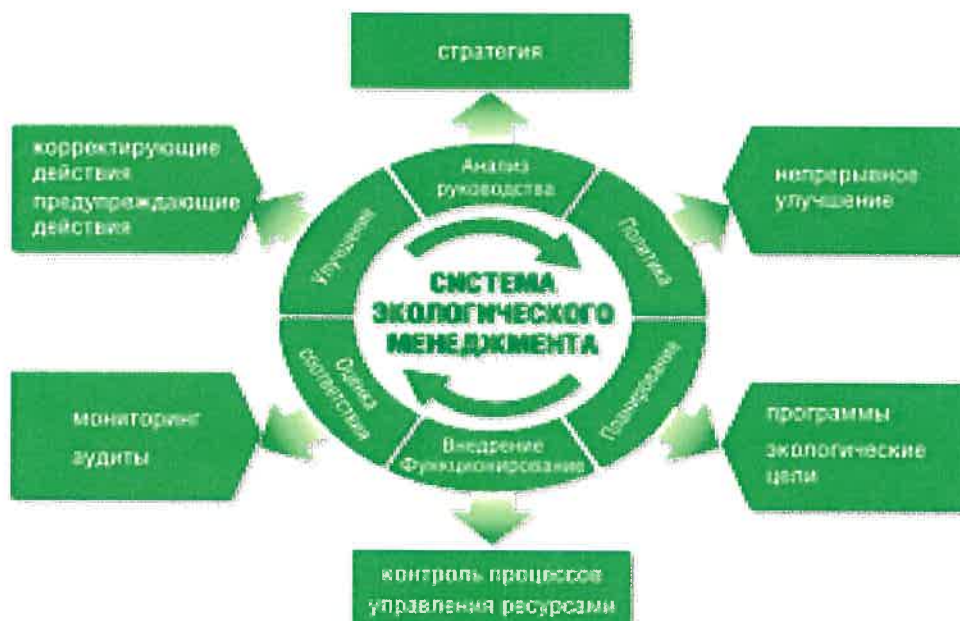 стратегия
корректирующие
действия
предупреждающие
действия
непрерывное
улучшение
Анализ
руководства
Улучшение
Политика
СИСТЕМА
ЭКОЛОГИЧЕСКОГО
МЕНЕДЖМЕНТА
Оценка
соответствия
Планирование
Внедрение
Функционирование
мониторинг
аудиты
программы
экологические
цели
контроль процессов
управления ресурсами